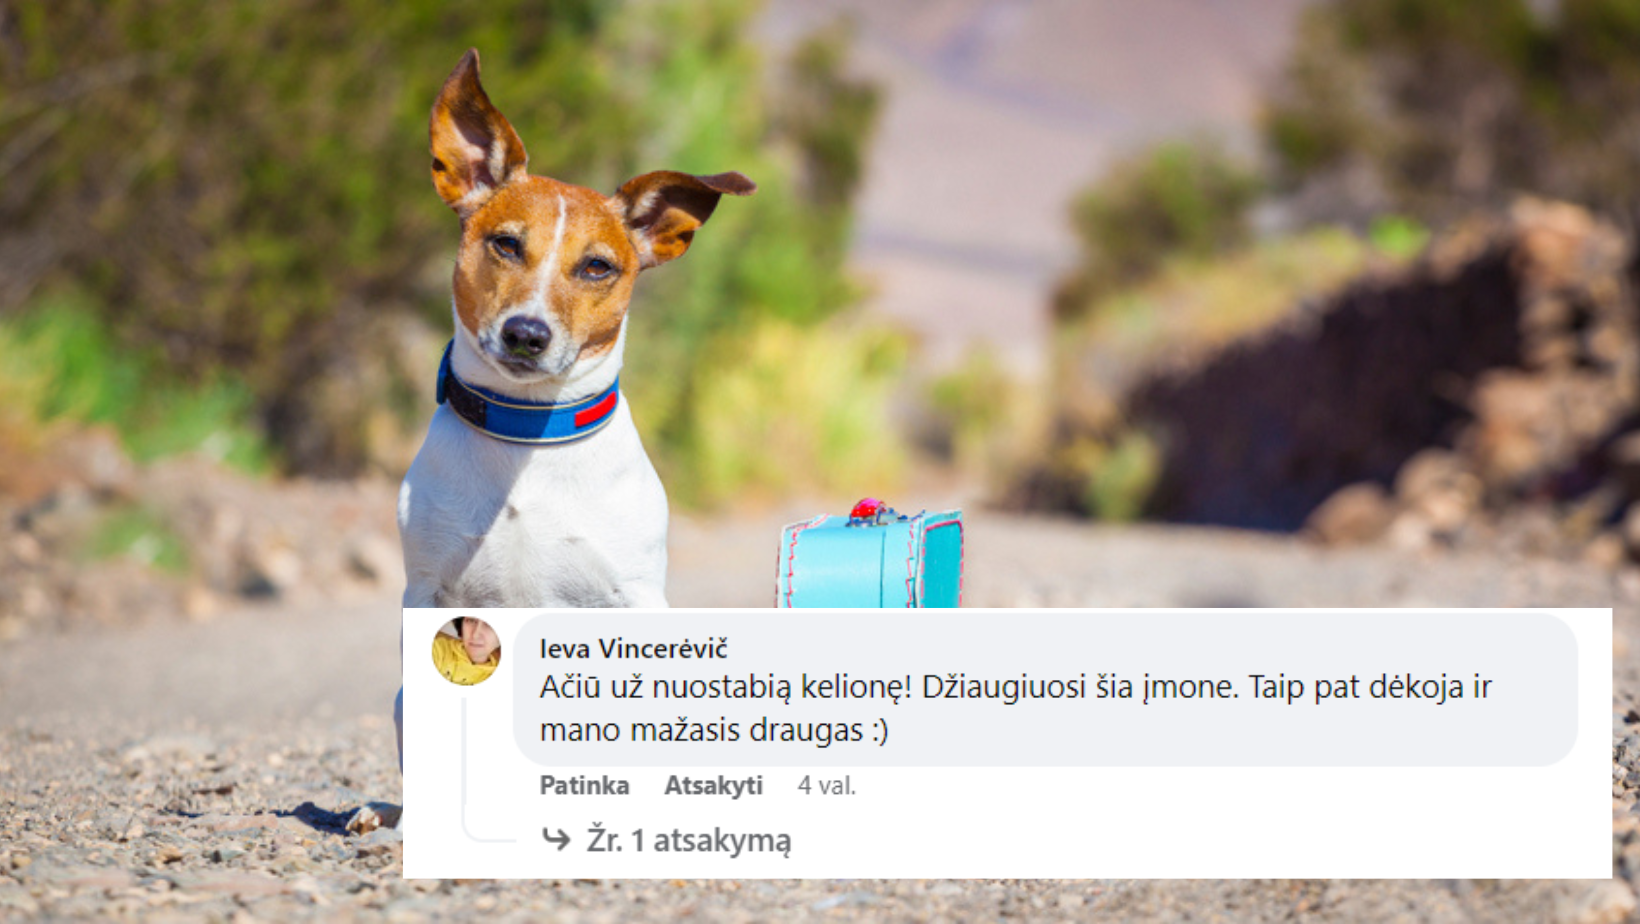 Ieva Vincerėvič
Ačiū už nuostabią kelionę! Džiaugiuosi šia įmone. Taip pat dėkoja ir
mano mažasis draugas :)
Patinka Atsakyti 4 val.
Žr. 1 atsakymą